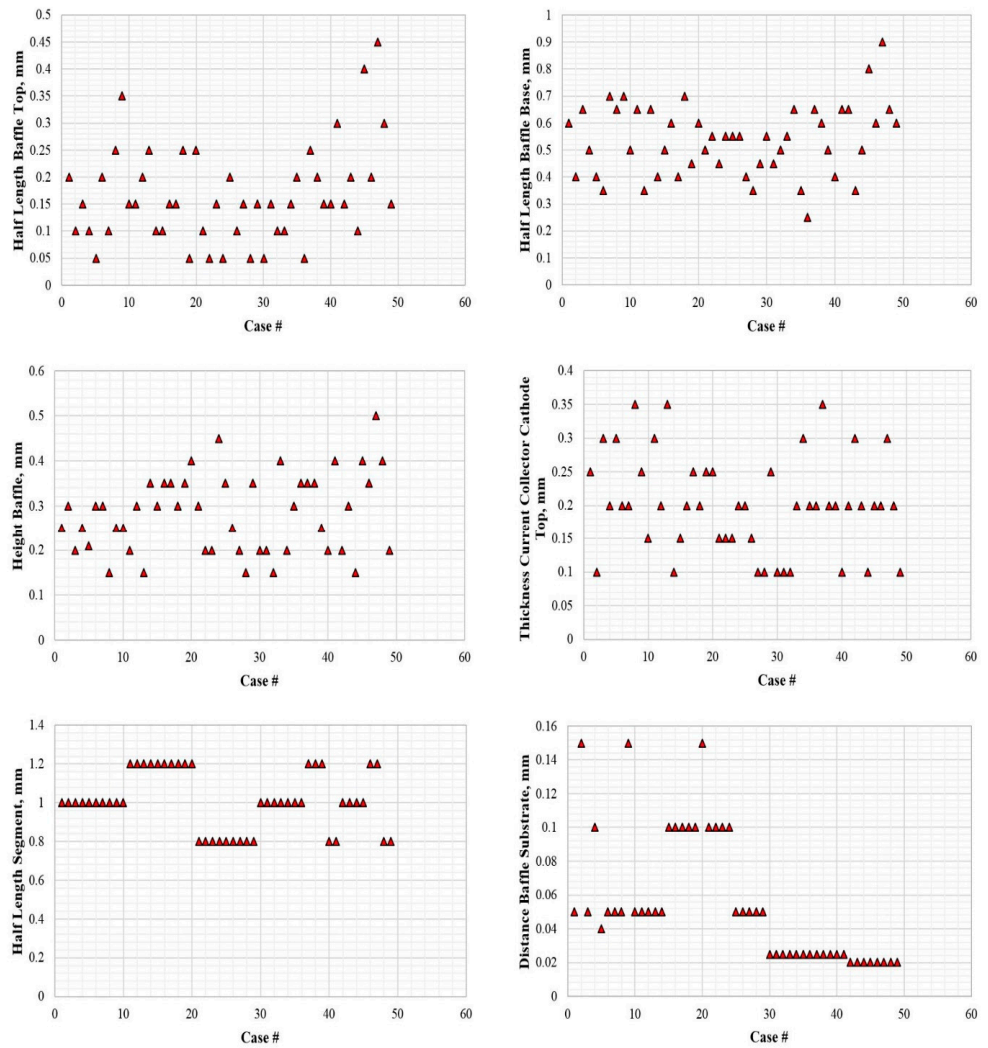 Half Length Baffle Top, mm
0.5
0.45
0.4
0.35
0.3
0.25
0.2
0.15
0.1
0.05
0
0 10 20 30 40 50 60
Case #
Half Length Baffle Base, mm
1
0.9
0.8
0.7
0.6
0.5
0.4
0.3
0.2
0.1
0
0 10 20 30 40 50 60
Case #
Height Baffle, mm
0.6
0.5
0.4
0.3
0.2
0.1
0
0 10 20 30 40 50 60
Case #
Thickness Current Collector Cathode
Top, mm
0.4
0.35
0.3
0.25
0.2
0.15
0.1
0.05
0
0 10 20 30 40 50 60
Case #
Half Length Segment, mm
1.4
1.2
1
0.8
0.6
0.4
0.2
0
0 10 20 30 40 50 60
Case #
Distance Baffle Substrate, mm
0.16
0.14
0.12
0.1
0.08
0.06
0.04
0.02
0
0 10 20 30 40 50 60
Case #